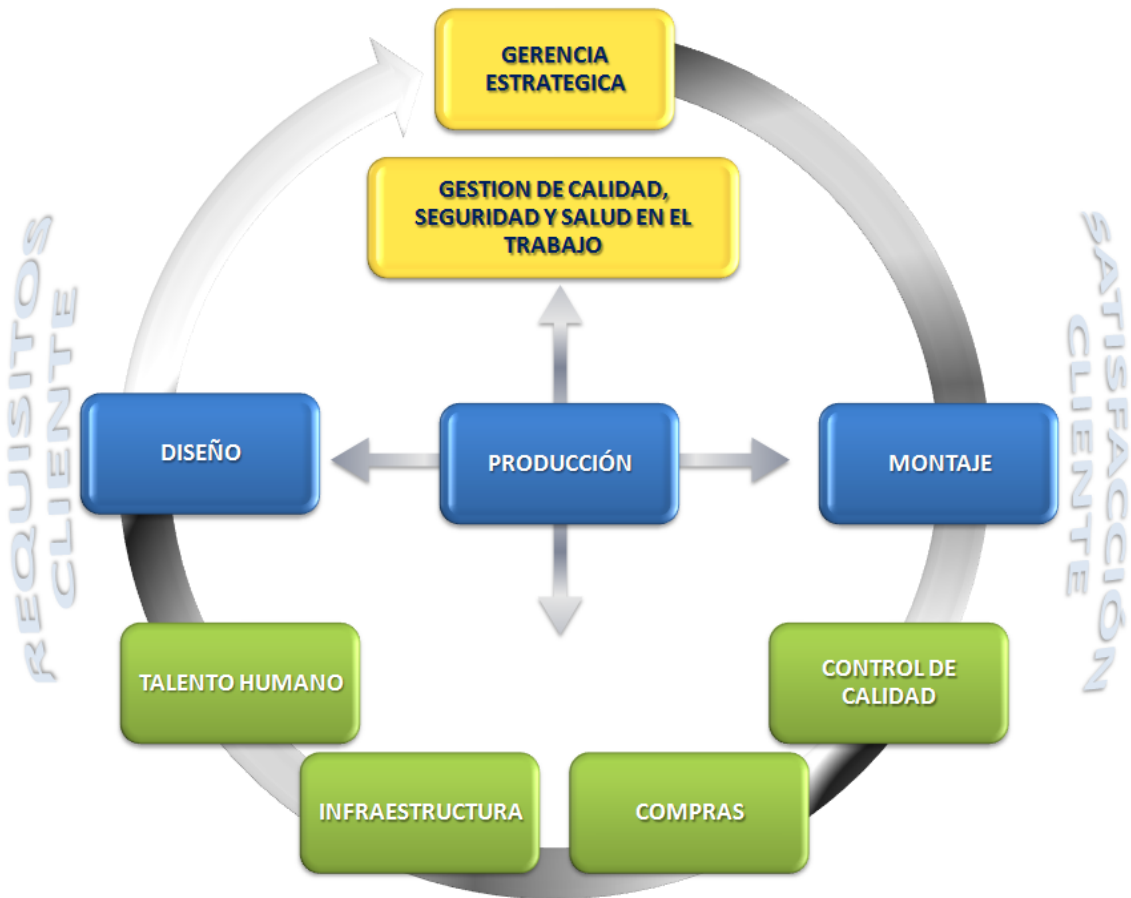 GERENCIA
ESTRATEGICA
GESTION DE CALIDAD,
SEGURIDAD Y SALUD EN EL
TRABAJO
REQUISITOS
CLIENTE
SATISFACCIÓN
CLIENTE
DISEÑO
PRODUCCIÓN
MONTAJE
TALENTO HUMANO
CONTROL DE
CALIDAD
INFRAESTRUCTURA
COMPRAS